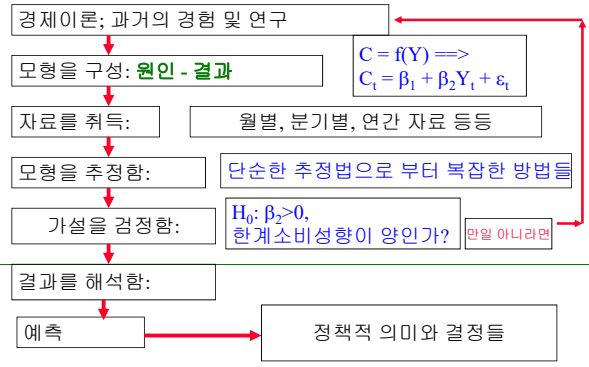 경제이론; 과거의 경험 및 연구
모형을 구성: 원인 - 결과
C = f(Y) ==>
Cₜ = β₁ + β₂Yₜ + εₜ
자료를 취득:
월별, 분기별, 연간 자료 등등
모형을 추정함:
단순한 추정법으로 부터 복잡한 방법들
가설을 검정함:
H₀: β₂>0,
한계소비성향이 양인가?
만일 아니라면
결과를 해석함:
예측
정책적 의미와 결정들